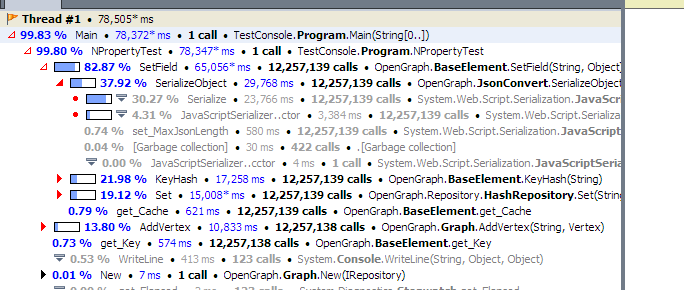 Thread #1 • 78,505* ms
99.83 % Main • 78,372* ms • 1 call • TestConsole.Program.Main(String[0..])
99.80 % NPropertyTest • 78,347* ms • 1 call • TestConsole.Program.NPropertyTest
82.87 % SetField • 65,056* ms • 12,257,139 calls • OpenGraph.BaseElement.SetField(String, Object)
37.92 % SerializeObject • 29,768 ms • 12,257,139 calls • OpenGraph.JsonConvert.SerializeObject
30.27 % Serialize • 23,766 ms • 12,257,139 calls • System.Web.Script.Serialization.JavaSc
4.31 % JavaScriptSerializer..ctor • 3,384 ms • 12,257,139 calls • System.Web.Script.Serialization.
0.74 % set_MaxJsonLength • 580 ms • 12,257,139 calls • System.Web.Script.Serialization.Java
0.04 % [Garbage collection] • 30 ms • 422 calls • .[Garbage collection]
0.00 % JavaScriptSerializer..cctor • 4 ms • 1 call • System.Web.Script.Serialization.JavaScriptSeria
21.98 % KeyHash • 17,258 ms • 12,257,139 calls • OpenGraph.BaseElement.KeyHash(String)
19.12 % Set • 15,008* ms • 12,257,139 calls • OpenGraph.Repository.HashRepository.Set(String
0.79 % get_Cache • 621 ms • 12,257,139 calls • OpenGraph.BaseElement.get_Cache
13.80 % AddVertex • 10,833 ms • 12,257,138 calls • OpenGraph.Graph.AddVertex(String, Vertex)
0.73 % get_Key • 574 ms • 12,257,138 calls • OpenGraph.BaseElement.get_Key
0.53 % WriteLine • 413 ms • 123 calls • System.Console.WriteLine(String, Object, Object)
0.01 % New • 7 ms • 1 call • OpenGraph.Graph.New(IRepository)